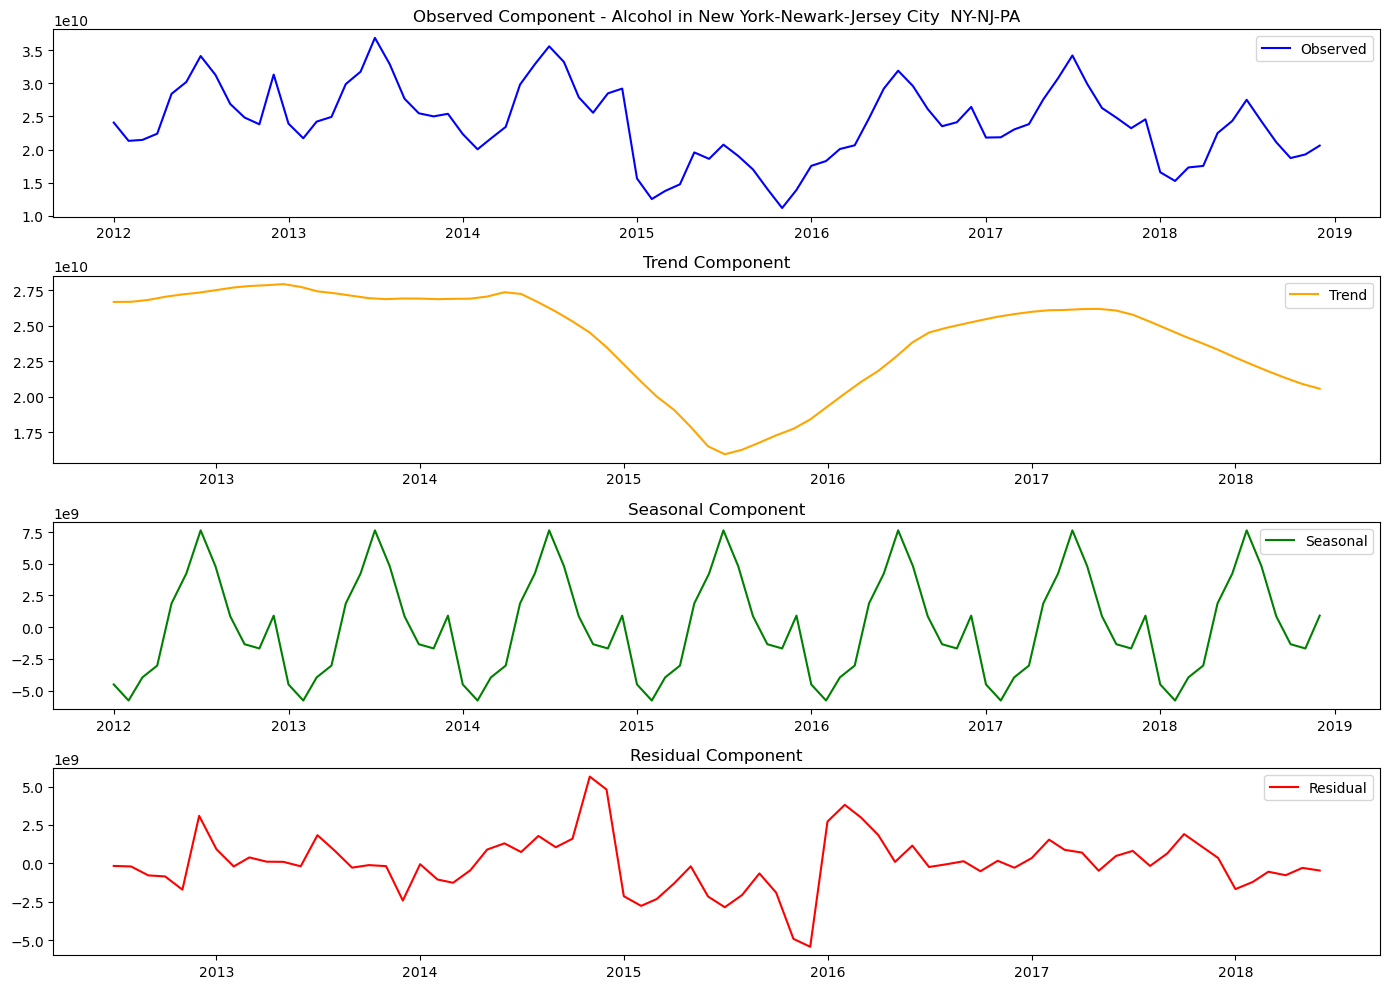 Observed Component - Alcohol in New York-Newark-Jersey City  NY-NJ-PA
1e10
Observed
3.5
3.0
2.5
2.0
1.5
1.0
2012 2013 2014 2015 2016 2017 2018 2019
Trend Component
1e10
Trend
2.75
2.50
2.25
2.00
1.75
2013 2014 2015 2016 2017 2018
Seasonal Component
1e9
Seasonal
7.5
5.0
2.5
0.0
−2.5
−5.0
2012 2013 2014 2015 2016 2017 2018 2019
Residual Component
1e9
Residual
5.0
2.5
0.0
−2.5
−5.0
2013 2014 2015 2016 2017 2018